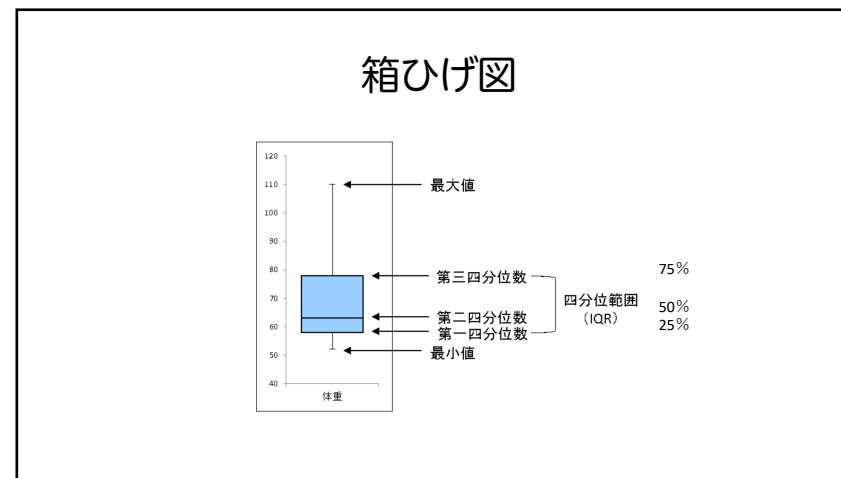 箱ひげ図
120
110
100
90
80
70
60
50
40
体重
最大値
第三四分位数
第二四分位数
第一四分位数
最小値
四分位範囲
（IQR）
75％
50％
25％